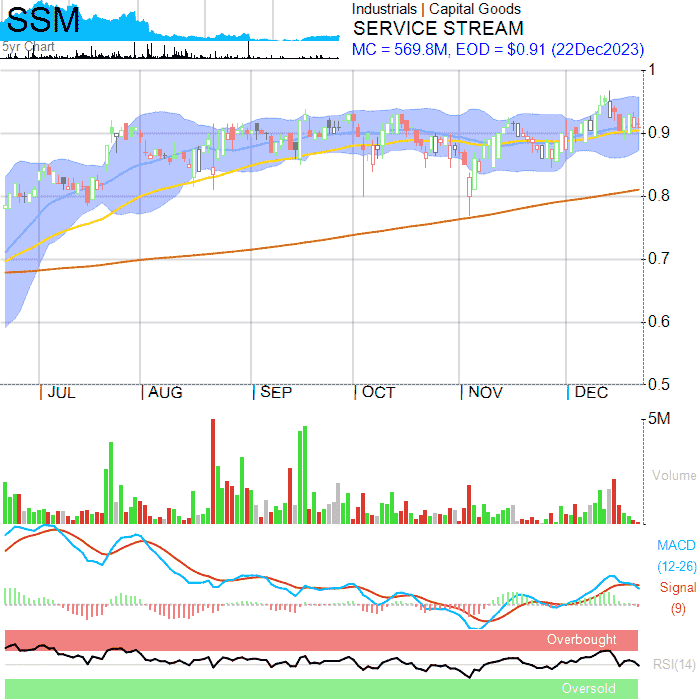 SSM
5yr Chart
Industrials | Capital Goods
SERVICE STREAM
MC = 569.8M, EOD = $0.91 (22Dec2023)
1
0.9
0.8
0.7
0.6
0.5
JUL AUG SEP OCT NOV DEC
5M
Volume
MACD
(12-26)
Signal
(9)
Overbought
RSI(14)
Oversold